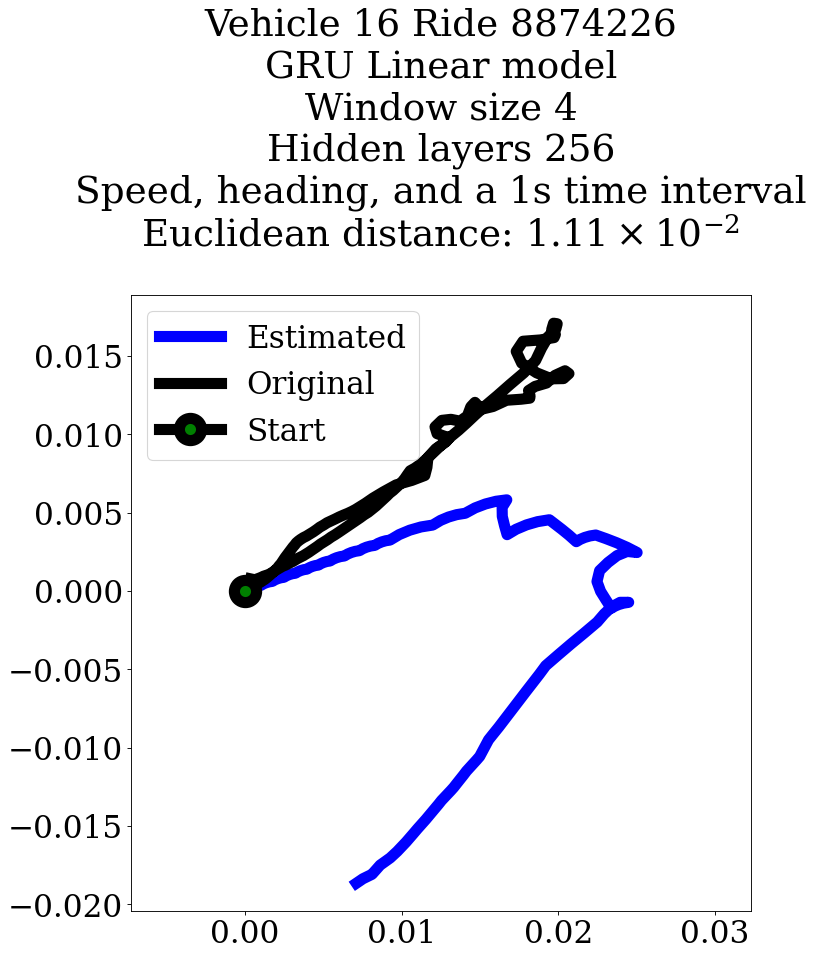 Vehicle 16 Ride 8874226
GRU Linear model
Window size 4
Hidden layers 256
Speed, heading, and a 1s time interval
Euclidean distance: 1.11 × 10⁻²
Estimated
Original
Start
0.015
0.010
0.005
0.000
−0.005
−0.010
−0.015
−0.020
0.00 0.01 0.02 0.03